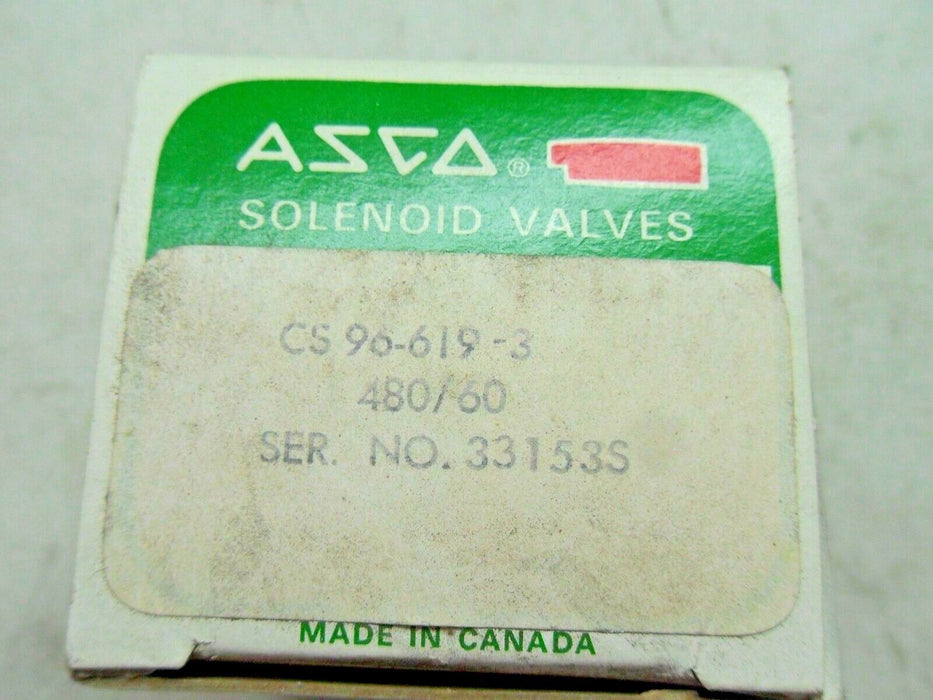 ASCO®
SOLENOID VALVES
CS 96-619-3
480/60
SER. NO. 33153S
MADE IN CANADA